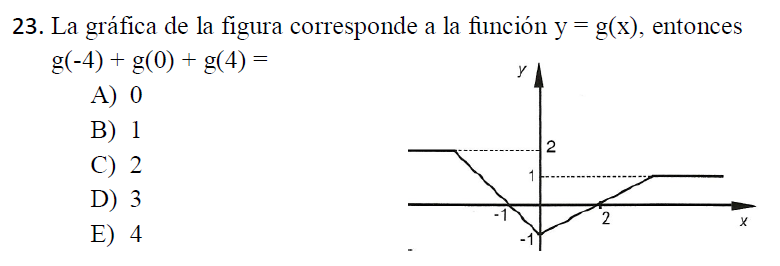 23. La gráfica de la figura corresponde a la función y = g(x), entonces
g(-4) + g(0) + g(4) =
A) 0
B) 1
C) 2
D) 3
E) 4
y
2
1
-1
2
x
-1